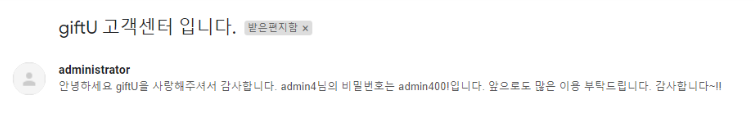 giftU 고객센터 입니다. 받은편지함 ×
administrator
안녕하세요 giftU을 사랑해주셔서 감사합니다. admin4님의 비밀번호는 admin400!입니다. 앞으로도 많은 이용 부탁드립니다. 감사합니다~!!